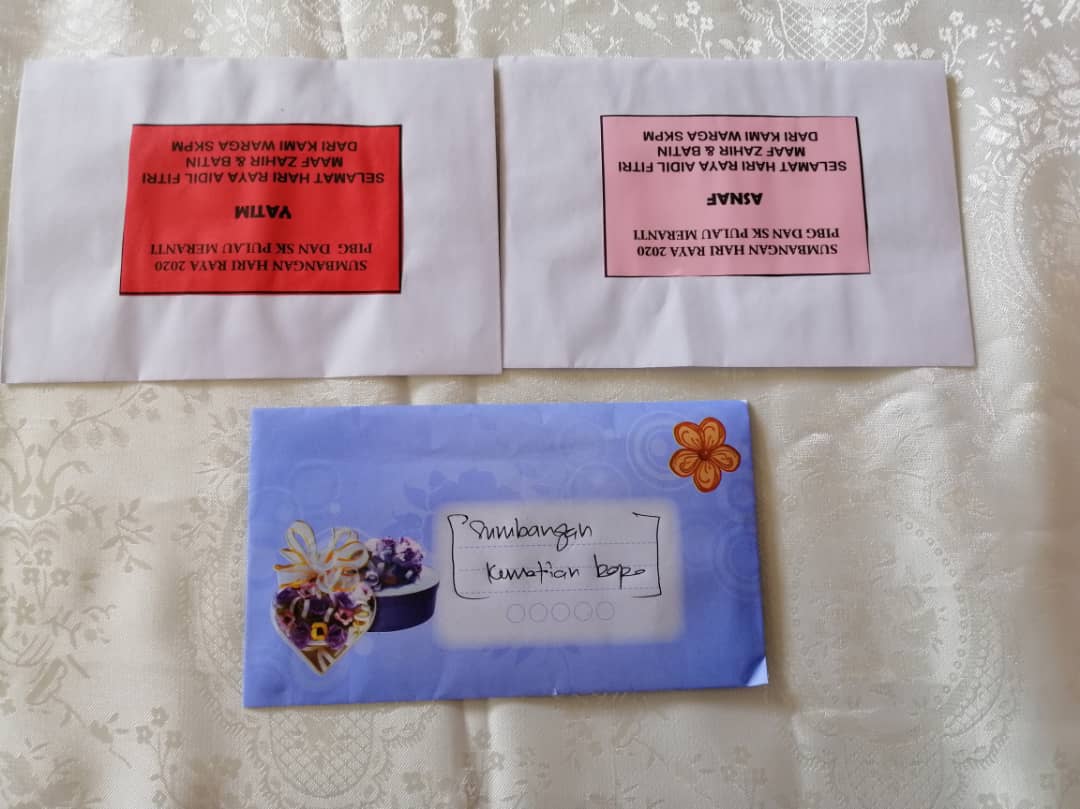 SUMBANGAN HARI RAYA 2020
PIBG DAN SK PULAU MERANTI
YATIM
SELAMAT HARI RAYA AIDIL FITRI
MAAF ZAHIR & BATIN
DARI KAMI WARGA SKPM
SUMBANGAN HARI RAYA 2020
PIBG DAN SK PULAU MERANTI
ASNAF
SELAMAT HARI RAYA AIDIL FITRI
MAAF ZAHIR & BATIN
DARI KAMI WARGA SKPM
Sumbangan
Kematian bapa